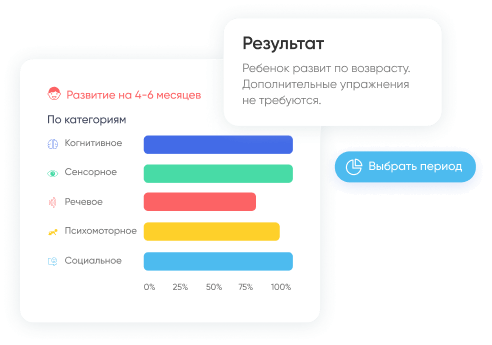 Результат
Ребенок развит по возврасту.
Дополнительные упражнения
не требуются.
Развитие на 4-6 месяцев
По категориям
Когнитивное
Сенсорное
Речевое
Психомоторное
Социальное
0% 25% 50% 75% 100%
Выбрать период